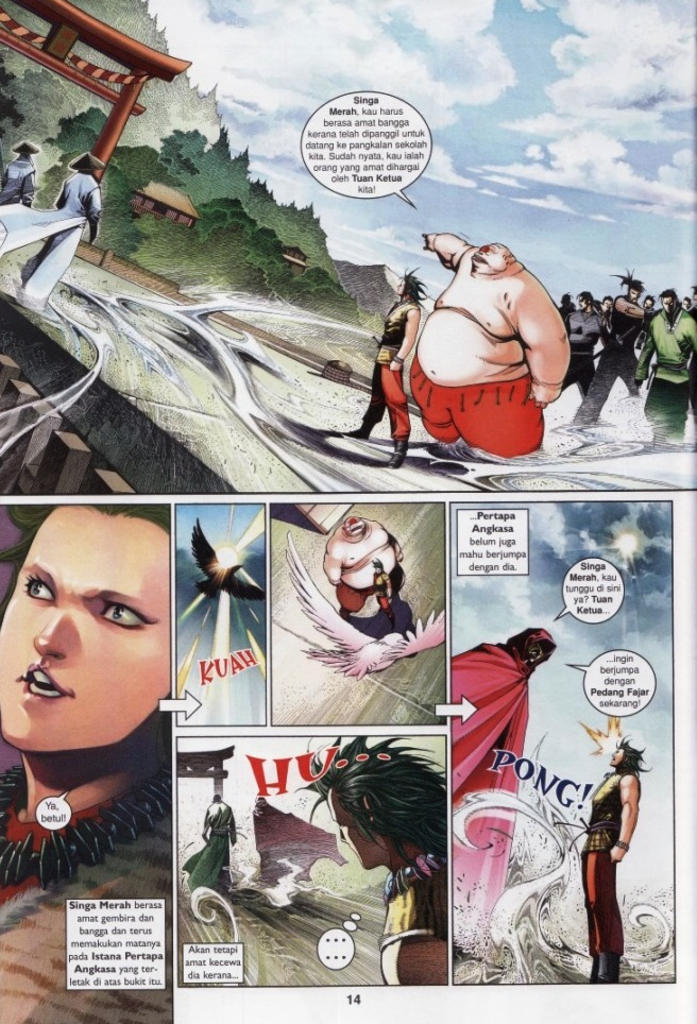 Singa
Merah, kau harus
berasa amat bangga
kerana telah dipanggil untuk
datang ke pangkalan sekolah
kita. Sudah nyata, kau ialah
orang yang amat dihargai
oleh Tuan Ketua
kita!
Ya,
betul!
Singa Merah berasa
amat gembira dan
bangga dan terus
memakukan matanya
pada Istana Pertapa
Angkasa yang ter-
letak di atas bukit itu.
KUAH
HU...
Akan tetapi
amat kecewa
dia kerana...
...
...
...Pertapa
Angkasa
belum juga
mahu berjumpa
dengan dia.
Singa
Merah, kau
tunggu di sini
ya? Tuan
Ketua...
...ingin
berjumpa
dengan
Pedang Fajar
sekarang!
PONG!
14